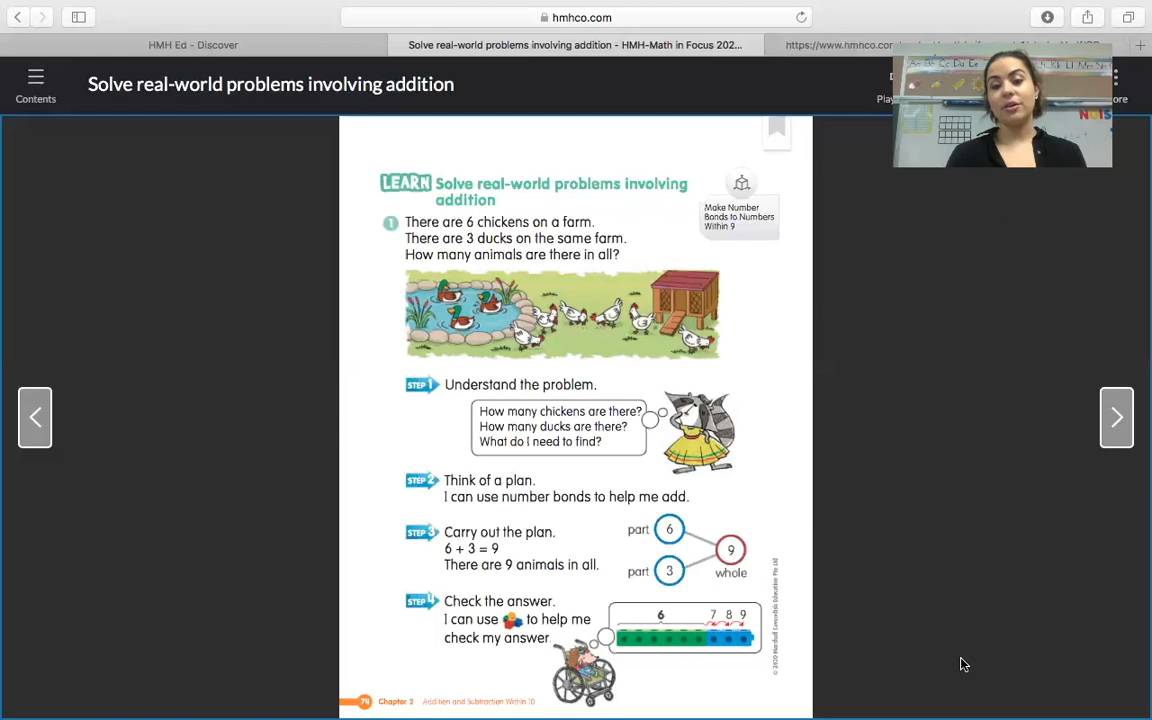 hmhco.com
HMH Ed - Discover
Solve real-world problems involving addition - HMH-Math in Focus 202...
Contents
Solve real-world problems involving addition
LEARN Solve real-world problems involving
addition
Make Number
Bonds to Numbers
Within 9
1 There are 6 chickens on a farm.
There are 3 ducks on the same farm.
How many animals are there in all?
STEP 1 Understand the problem.
How many chickens are there?
How many ducks are there?
What do I need to find?
STEP 2 Think of a plan.
I can use number bonds to help me add.
STEP 3 Carry out the plan.
6 + 3 = 9
There are 9 animals in all.
part 6
part 3
9
whole
STEP 4 Check the answer.
I can use to help me
check my answer.
6 7 8 9
© 2020 Marshall Cavendish Education Pte Ltd
74 Chapter 2 Addition and Subtraction Within 10